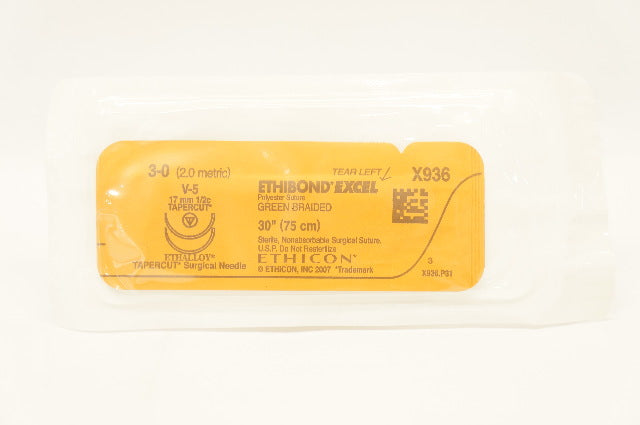 3-0 (2.0 metric)
V-5
17 mm 1/2c
TAPERCUT*
ETHALLOY*
TAPERCUT* Surgical Needle
TEAR LEFT
X936
ETHIBOND* EXCEL
Polyester Suture
GREEN BRAIDED
30" (75 cm)
Sterile, Nonabsorbable Surgical Suture,
U.S.P. Do Not Resterilize
ETHICON*
© ETHICON, INC 2007 *Trademark
3
X936.P31